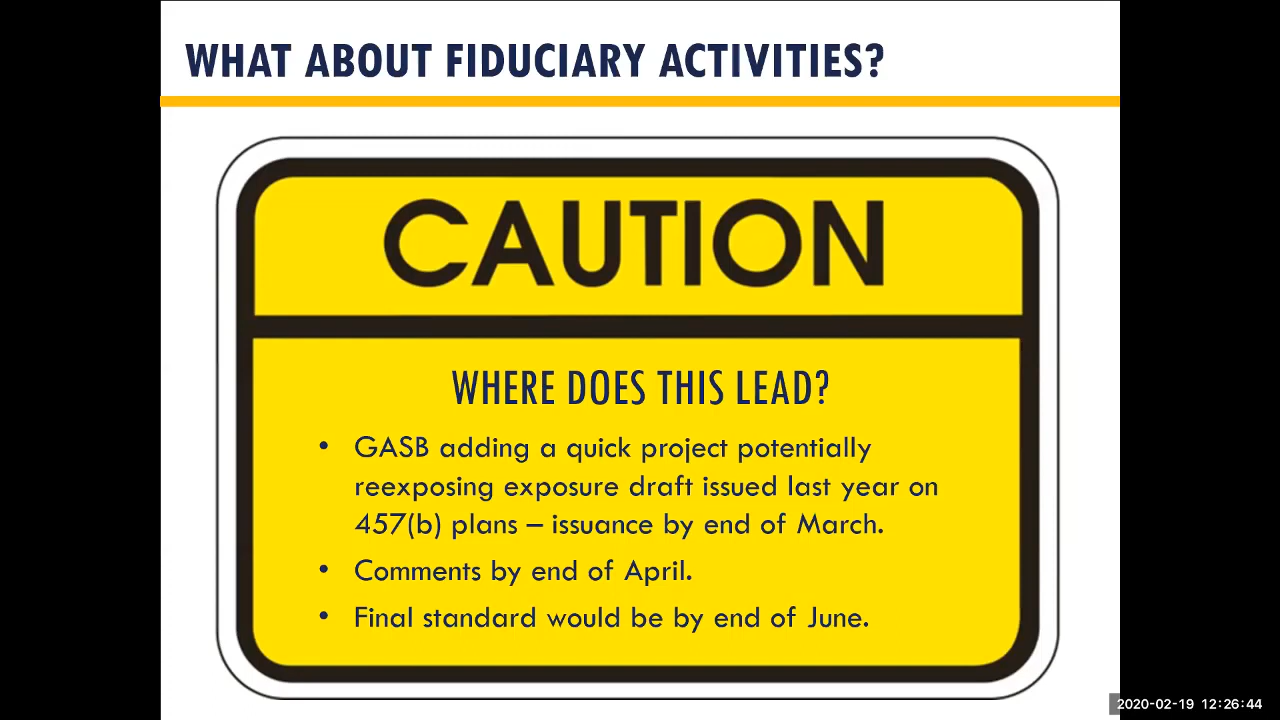 WHAT ABOUT FIDUCIARY ACTIVITIES?
CAUTION
WHERE DOES THIS LEAD?
• GASB adding a quick project potentially
reexposing exposure draft issued last year on
457(b) plans – issuance by end of March.
• Comments by end of April.
• Final standard would be by end of June.
2020-02-19 12:26:44